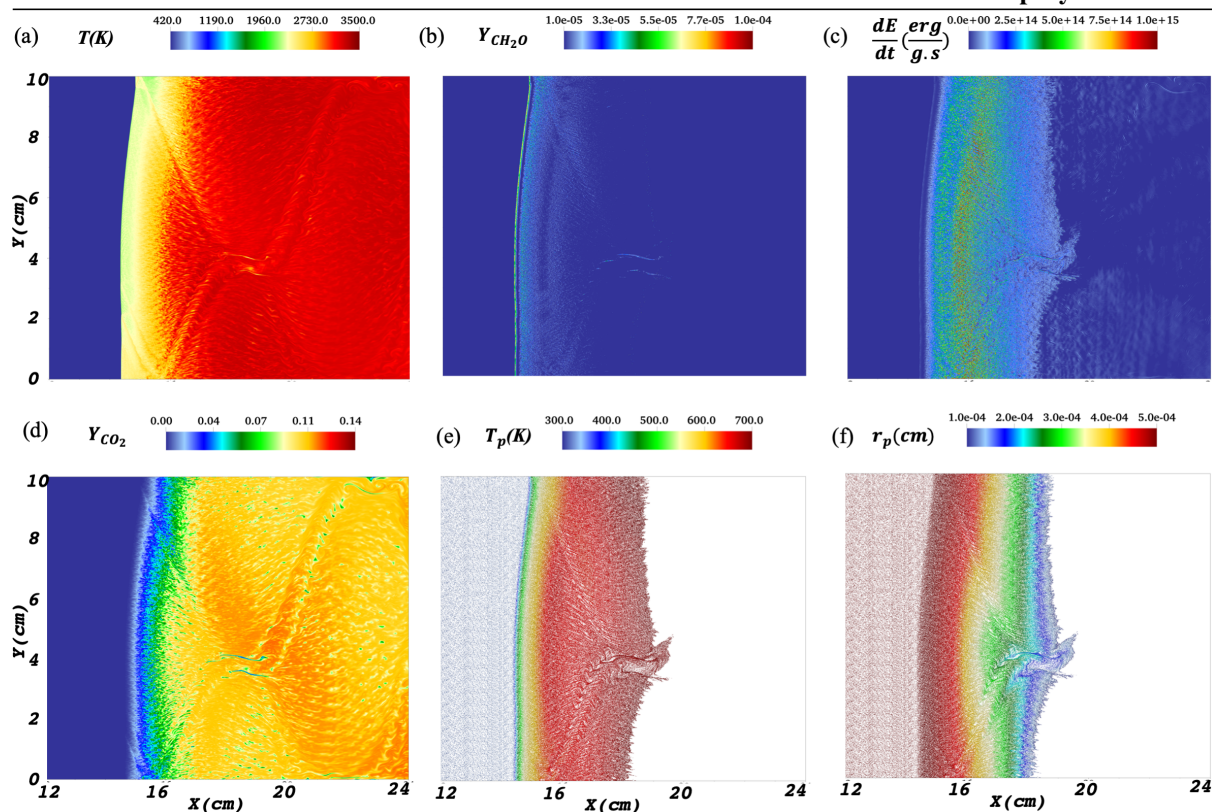 420.0 1190.0 1960.0 2730.0 3500.0
(a) T(K)
1.0e-05 3.3e-05 5.5e-05 7.7e-05 1.0e-04
(b) Y_{CH_2O}
0.0e+00 2.5e+14 5.0e+14 7.5e+14 1.0e+15
(c) dE/dt (erg/g.s)
10
8
6
4
2
0
Y(cm)
0.00 0.04 0.07 0.11 0.14
(d) Y_{CO_2}
300.0 400.0 500.0 600.0 700.0
(e) T_p(K)
1.0e-04 2.0e-04 3.0e-04 4.0e-04 5.0e-04
(f) r_p(cm)
10
8
6
4
2
0
Y(cm)
12 16 20 24
X(cm)
12 16 20 24
X(cm)
12 16 20 24
X(cm)